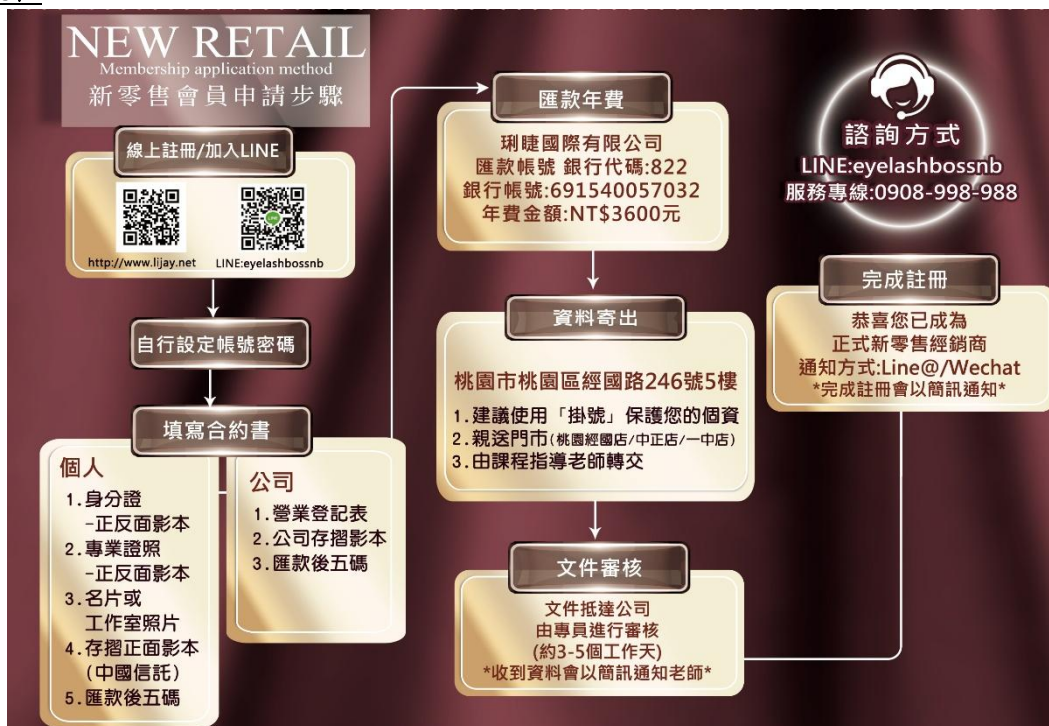 NEW RETAIL
Membership application method
新零售會員申請步驟
線上註冊/加入LINE
http://www.lijay.net
LINE:eyelashbossnb
自行設定帳號密碼
填寫合約書
個人
1.身分證
-正反面影本
2.專業證照
-正反面影本
3.名片或
工作室照片
4.存摺正面影本
(中國信託)
5.匯款後五碼
公司
1.營業登記表
2.公司存摺影本
3.匯款後五碼
匯款年費
琍睫國際有限公司
匯款帳號 銀行代碼:822
銀行帳號:691540057032
年費金額:NT$3600元
資料寄出
桃園市桃園區經國路246號5樓
1.建議使用「掛號」保護您的個資
2.親送門市(桃園經國店/中正店/一中店)
3.由課程指導老師轉交
文件審核
文件抵達公司
由專員進行審核
(約3-5個工作天)
*收到資料會以簡訊通知老師*
諮詢方式
LINE:eyelashbossnb
服務專線:0908-998-988
完成註冊
恭喜您已成為
正式新零售經銷商
通知方式:Line@/Wechat
*完成註冊會以簡訊通知*